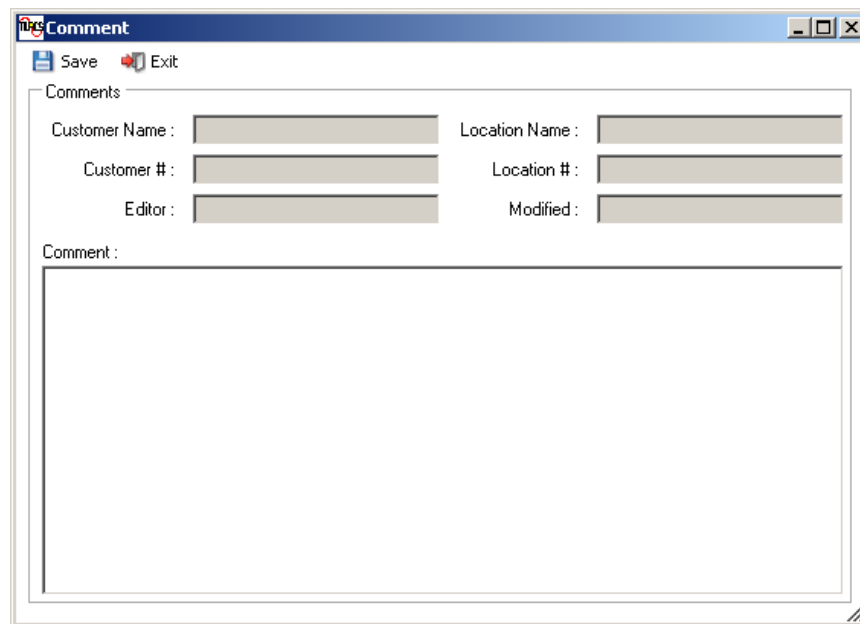 Comment
Save Exit
Comments
Customer Name : Location Name :
Customer # : Location # :
Editor : Modified :
Comment :